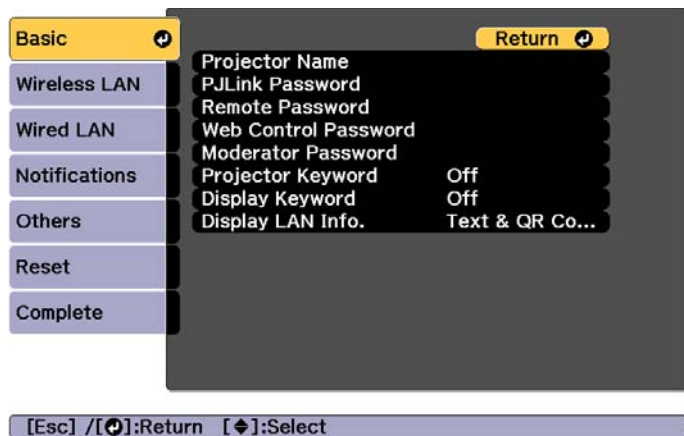 Basic
Wireless LAN
Wired LAN
Notifications
Others
Reset
Complete
Return
Projector Name
PJLink Password
Remote Password
Web Control Password
Moderator Password
Projector Keyword Off
Display Keyword Off
Display LAN Info. Text & QR Co...
[Esc] /[⏎]:Return [◆]:Select